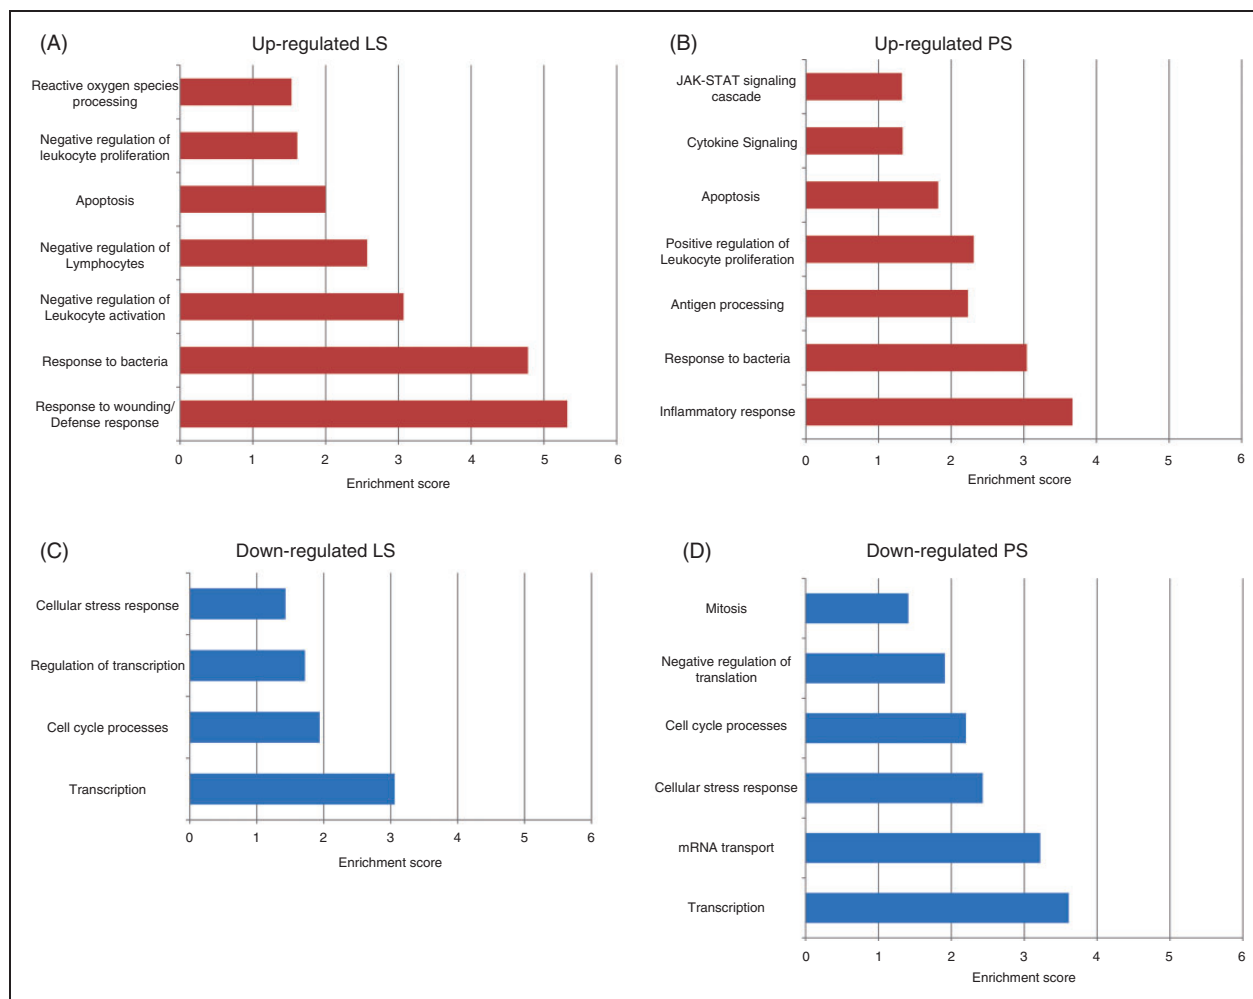 (A)
Up-regulated LS
Reactive oxygen species
processing
Negative regulation of
leukocyte proliferation
Apoptosis
Negative regulation of
Lymphocytes
Negative regulation of
Leukocyte activation
Response to bacteria
Response to wounding/
Defense response
0 1 2 3 4 5 6
Enrichment score
(B)
Up-regulated PS
JAK-STAT signaling
cascade
Cytokine Signaling
Apoptosis
Positive regulation of
Leukocyte proliferation
Antigen processing
Response to bacteria
Inflammatory response
0 1 2 3 4 5 6
Enrichment score
(C)
Down-regulated LS
Cellular stress response
Regulation of transcription
Cell cycle processes
Transcription
0 1 2 3 4 5 6
Enrichment score
(D)
Down-regulated PS
Mitosis
Negative regulation of
translation
Cell cycle processes
Cellular stress response
mRNA transport
Transcription
0 1 2 3 4 5 6
Enrichment score